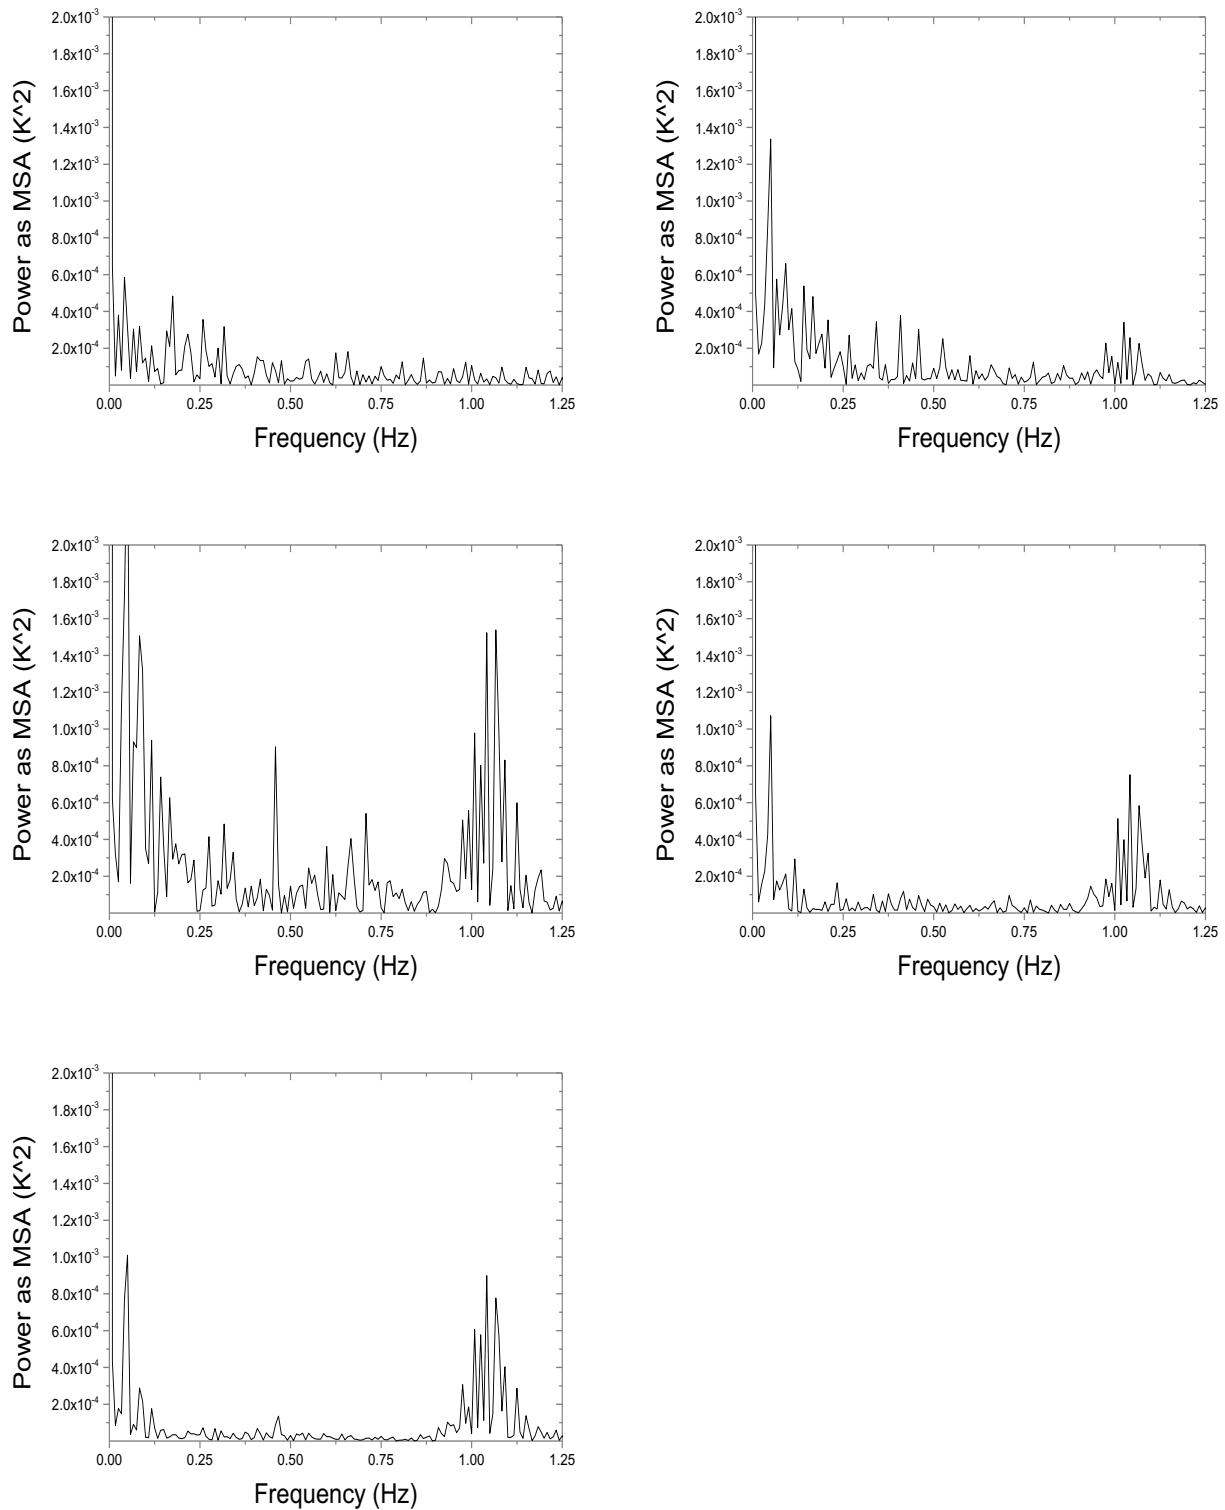 2.0x10⁻³
1.8x10⁻³
1.6x10⁻³
1.4x10⁻³
1.2x10⁻³
1.0x10⁻³
8.0x10⁻⁴
6.0x10⁻⁴
4.0x10⁻⁴
2.0x10⁻⁴
Power as MSA (K^2)
0.00 0.25 0.50 0.75 1.00 1.25
Frequency (Hz)
2.0x10⁻³
1.8x10⁻³
1.6x10⁻³
1.4x10⁻³
1.2x10⁻³
1.0x10⁻³
8.0x10⁻⁴
6.0x10⁻⁴
4.0x10⁻⁴
2.0x10⁻⁴
Power as MSA (K^2)
0.00 0.25 0.50 0.75 1.00 1.25
Frequency (Hz)
2.0x10⁻³
1.8x10⁻³
1.6x10⁻³
1.4x10⁻³
1.2x10⁻³
1.0x10⁻³
8.0x10⁻⁴
6.0x10⁻⁴
4.0x10⁻⁴
2.0x10⁻⁴
Power as MSA (K^2)
0.00 0.25 0.50 0.75 1.00 1.25
Frequency (Hz)
2.0x10⁻³
1.8x10⁻³
1.6x10⁻³
1.4x10⁻³
1.2x10⁻³
1.0x10⁻³
8.0x10⁻⁴
6.0x10⁻⁴
4.0x10⁻⁴
2.0x10⁻⁴
Power as MSA (K^2)
0.00 0.25 0.50 0.75 1.00 1.25
Frequency (Hz)
2.0x10⁻³
1.8x10⁻³
1.6x10⁻³
1.4x10⁻³
1.2x10⁻³
1.0x10⁻³
8.0x10⁻⁴
6.0x10⁻⁴
4.0x10⁻⁴
2.0x10⁻⁴
Power as MSA (K^2)
0.00 0.25 0.50 0.75 1.00 1.25
Frequency (Hz)